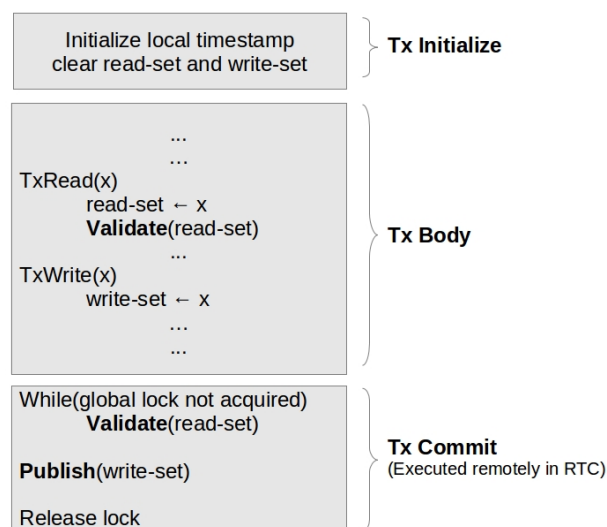 Initialize local timestamp
clear read-set and write-set
Tx Initialize
...
...
TxRead(x)
read-set ← x
Validate(read-set)
...
TxWrite(x)
write-set ← x
...
...
Tx Body
While(global lock not acquired)
Validate(read-set)
Publish(write-set)
Release lock
Tx Commit
(Executed remotely in RTC)